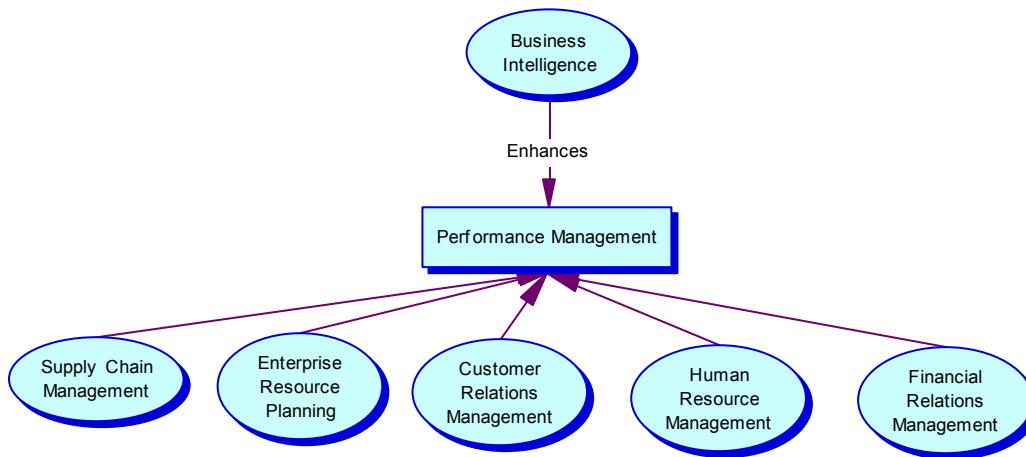 Business
Intelligence
Enhances
Performance Management
Supply Chain
Management
Enterprise
Resource
Planning
Customer
Relations
Management
Human
Resource
Management
Financial
Relations
Management